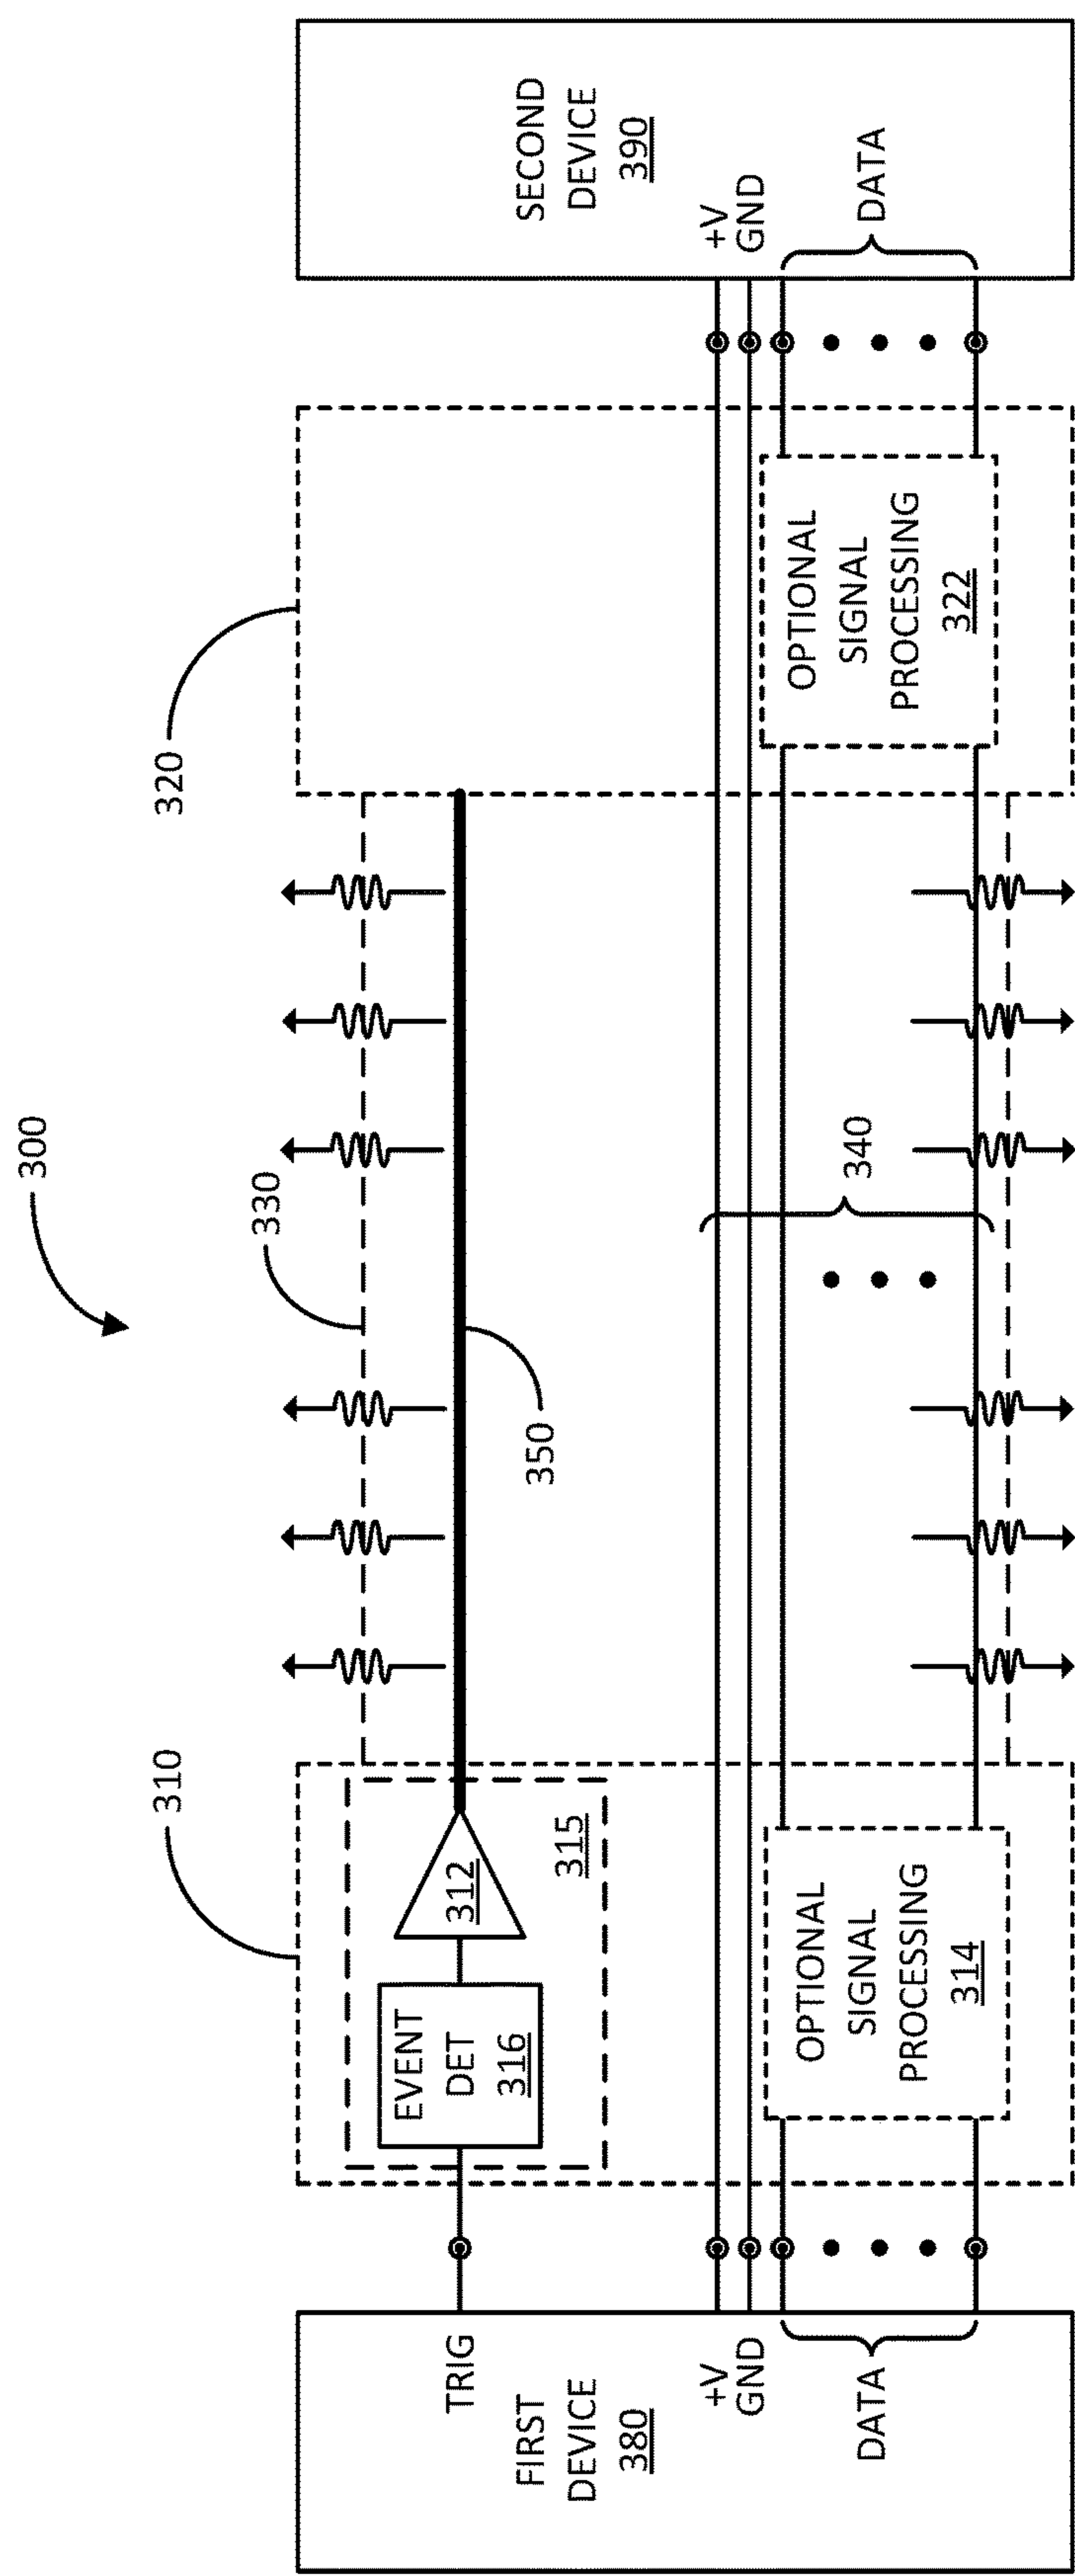 300
310
320
330
350
340
FIRST
DEVICE
380
TRIG
+V
GND
DATA
EVENT
DET
316
312
315
OPTIONAL
SIGNAL
PROCESSING
314
OPTIONAL
SIGNAL
PROCESSING
322
SECOND
DEVICE
390
+V
GND
DATA